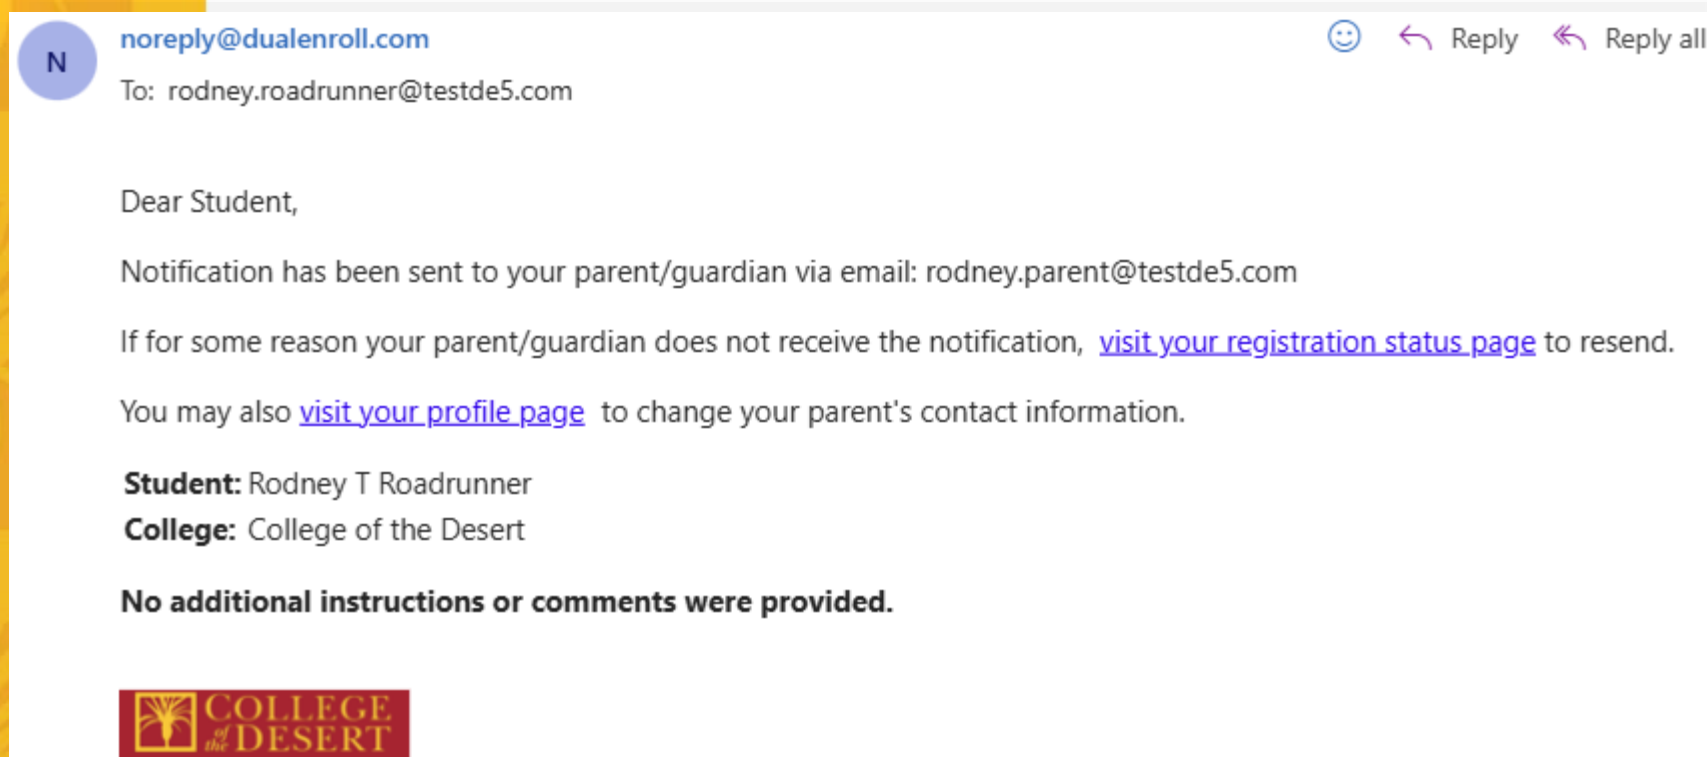 N
noreply@dualenroll.com
Reply
Reply all
To: rodney.roadrunner@testde5.com
Dear Student,
Notification has been sent to your parent/guardian via email: rodney.parent@testde5.com
If for some reason your parent/guardian does not receive the notification, visit your registration status page to resend.
You may also visit your profile page to change your parent's contact information.
Student: Rodney T Roadrunner
College: College of the Desert
No additional instructions or comments were provided.
COLLEGE
of the DESERT